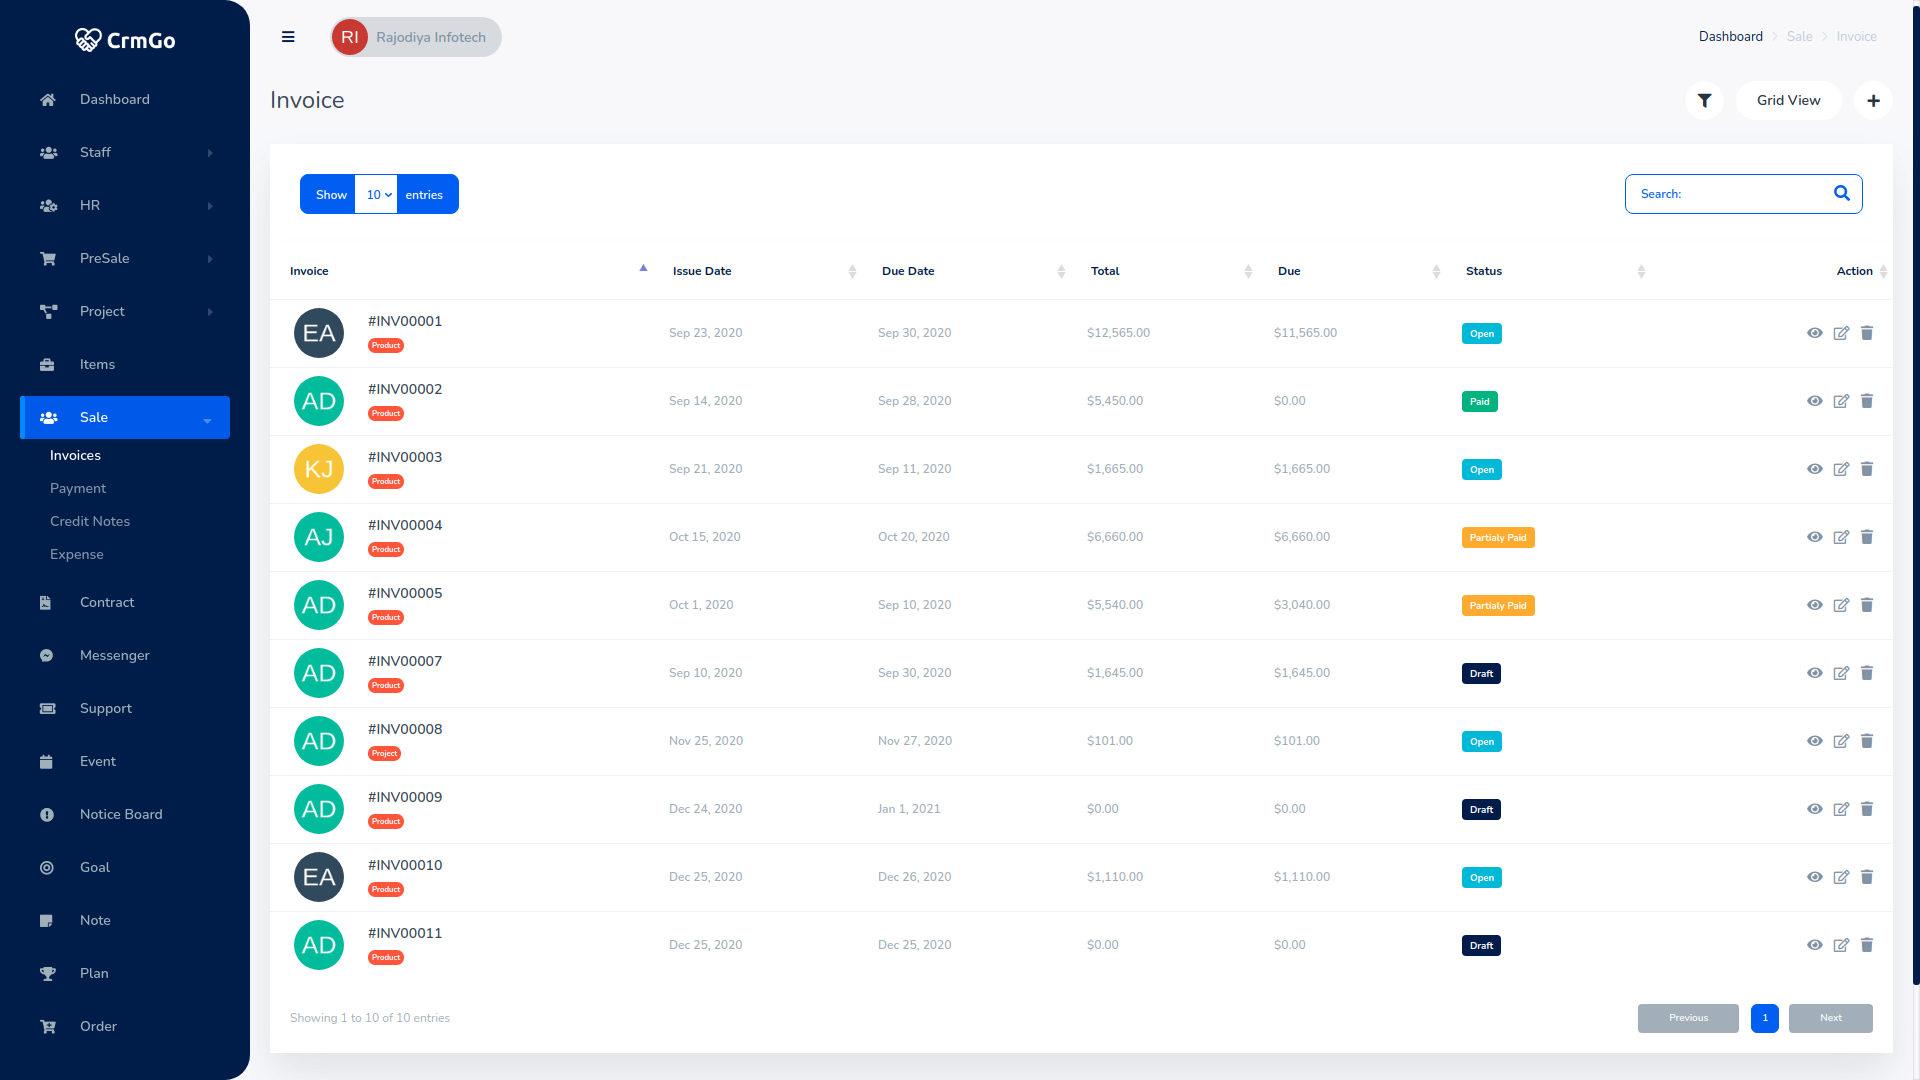 CrmGo
Dashboard
Staff
HR
PreSale
Project
Items
Sale
Invoices
Payment
Credit Notes
Expense
Contract
Messenger
Support
Event
Notice Board
Goal
Note
Plan
Order
RI Rajodiya Infotech
Dashboard Sale Invoice
Invoice
Grid View
Show 10 entries
Search:
Invoice Issue Date Due Date Total Due Status Action
EA #INV00001 Product Sep 23, 2020 Sep 30, 2020 $12,565.00 $11,565.00 Open
AD #INV00002 Product Sep 14, 2020 Sep 28, 2020 $5,450.00 $0.00 Paid
KJ #INV00003 Product Sep 21, 2020 Sep 11, 2020 $1,665.00 $1,665.00 Open
AJ #INV00004 Product Oct 15, 2020 Oct 20, 2020 $6,660.00 $6,660.00 Partialy Paid
AD #INV00005 Product Oct 1, 2020 Sep 10, 2020 $5,540.00 $3,040.00 Partialy Paid
AD #INV00007 Product Sep 10, 2020 Sep 30, 2020 $1,645.00 $1,645.00 Draft
AD #INV00008 Project Nov 25, 2020 Nov 27, 2020 $101.00 $101.00 Open
AD #INV00009 Product Dec 24, 2020 Jan 1, 2021 $0.00 $0.00 Draft
EA #INV00010 Product Dec 25, 2020 Dec 26, 2020 $1,110.00 $1,110.00 Open
AD #INV00011 Product Dec 25, 2020 Dec 25, 2020 $0.00 $0.00 Draft
Showing 1 to 10 of 10 entries
Previous 1 Next